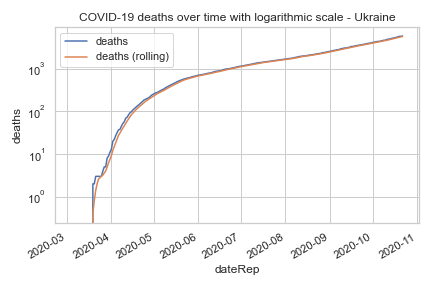 COVID-19 deaths over time with logarithmic scale - Ukraine
deaths
deaths (rolling)
10³
10²
10¹
10⁰
deaths
2020-03
2020-04
2020-05
2020-06
2020-07
2020-08
2020-09
2020-10
2020-11
dateRep